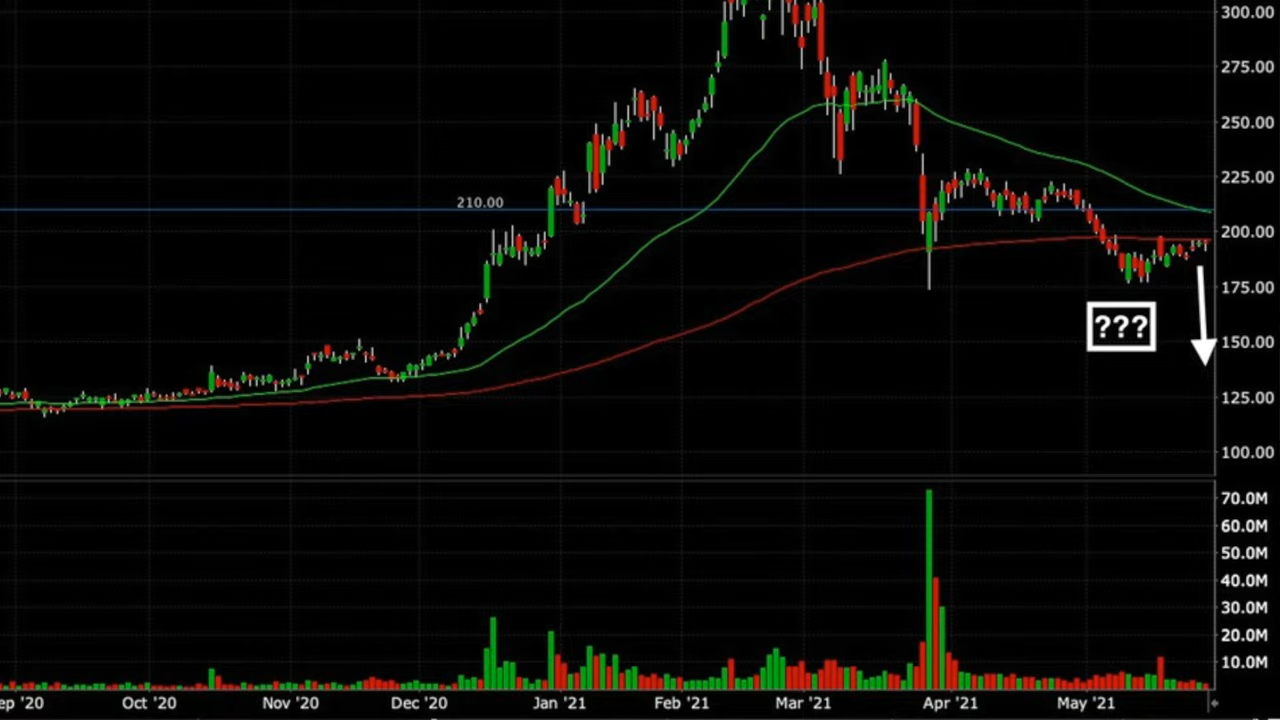 300.00
275.00
250.00
225.00
210.00
200.00
175.00
???
150.00
125.00
100.00
70.0M
60.0M
50.0M
40.0M
30.0M
20.0M
10.0M
ep '20 Oct '20 Nov '20 Dec '20 Jan '21 Feb '21 Mar '21 Apr '21 May '21